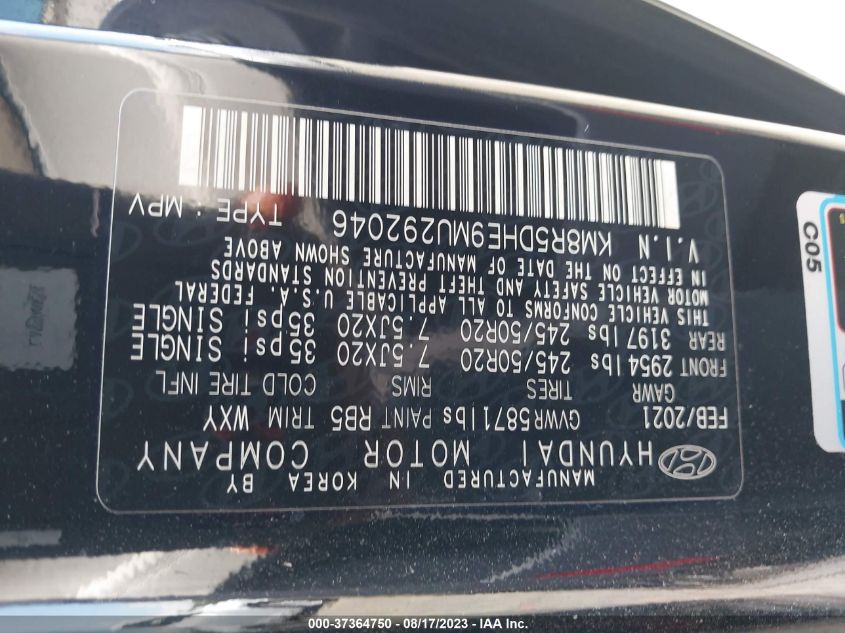 MANUFACTURED IN KOREA BY
HYUNDAI MOTOR COMPANY
FEB/2021 GVWR5871lbs PAINT RB5 TRIM WXY
GAWR TIRES RIMS COLD TIRE INFL
FRONT 2954lbs 245/50R20 7.5JX20 35psi SINGLE
REAR 3197lbs 245/50R20 7.5JX20 35psi SINGLE
THIS VEHICLE CONFORMS TO ALL APPLICABLE U.S.A. FEDERAL
MOTOR VEHICLE SAFETY AND THEFT PREVENTION STANDARDS
IN EFFECT ON THE DATE OF MANUFACTURE SHOWN ABOVE
V.I.N KM8R5DHE9MU292046 TYPE : MPV
C05
000-37364750 - 08/17/2023 - IAA Inc.